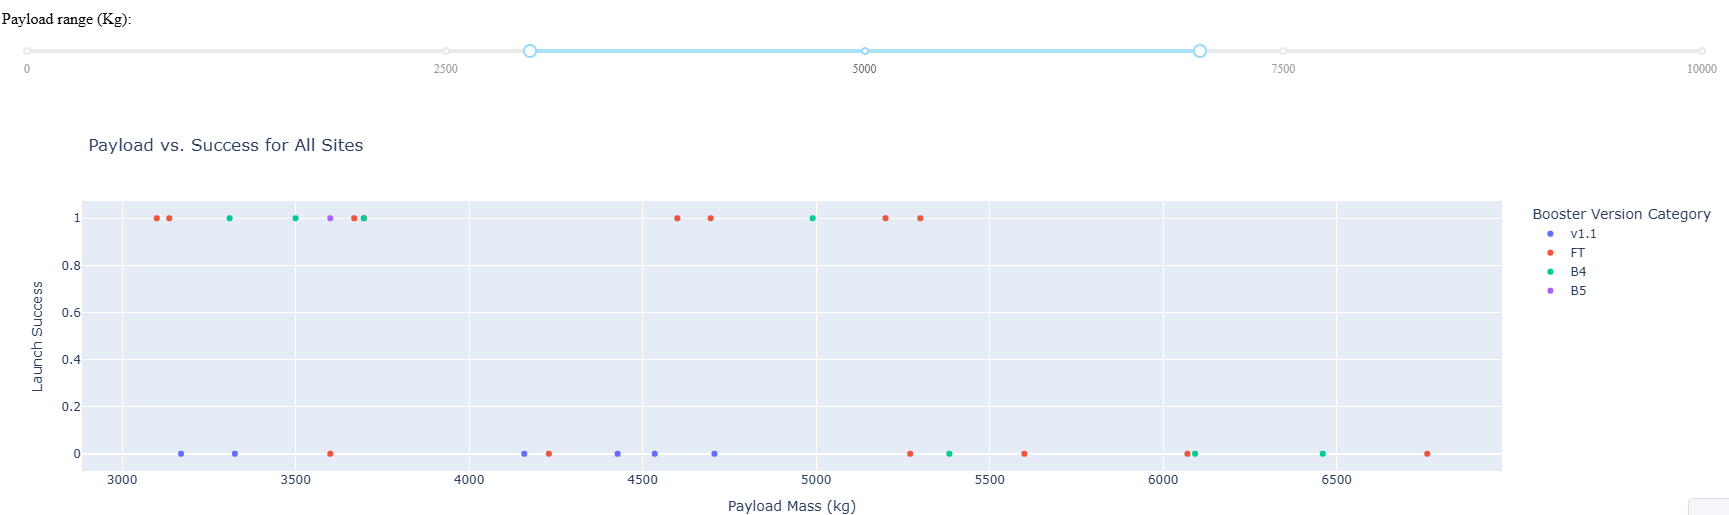 Payload range (Kg):
0 2500 5000 7500 10000
Payload vs. Success for All Sites
Booster Version Category
v1.1
FT
B4
B5
Launch Success
1
0.8
0.6
0.4
0.2
0
3000 3500 4000 4500 5000 5500 6000 6500
Payload Mass (kg)